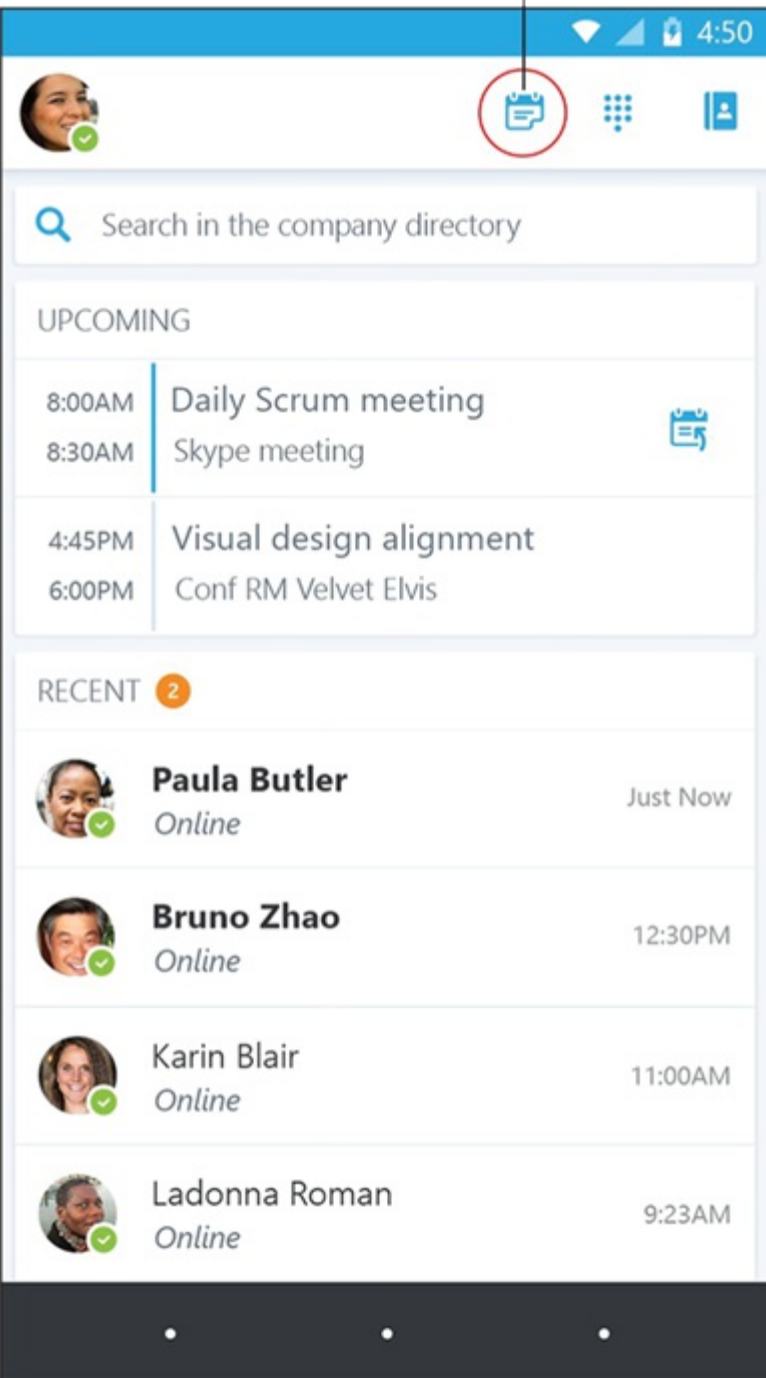 4:50
Search in the company directory
UPCOMING
8:00AM Daily Scrum meeting
8:30AM Skype meeting
4:45PM Visual design alignment
6:00PM Conf RM Velvet Elvis
RECENT 2
Paula Butler
Online
Just Now
Bruno Zhao
Online
12:30PM
Karin Blair
Online
11:00AM
Ladonna Roman
Online
9:23AM